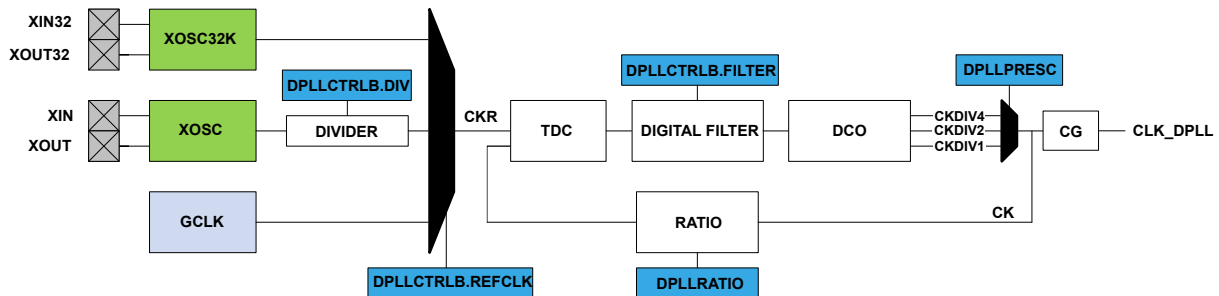 XIN32
XOUT32
XOSC32K
DPLLCTRLB.DIV
DPLLCTRLB.FILTER
DPLLPRESC
XIN
XOUT
XOSC
DIVIDER
CKR
TDC
DIGITAL FILTER
DCO
CKDIV4
CKDIV2
CKDIV1
CG
CLK_DPLL
GCLK
RATIO
CK
DPLLCTRLB.REFCLK
DPLLRATIO